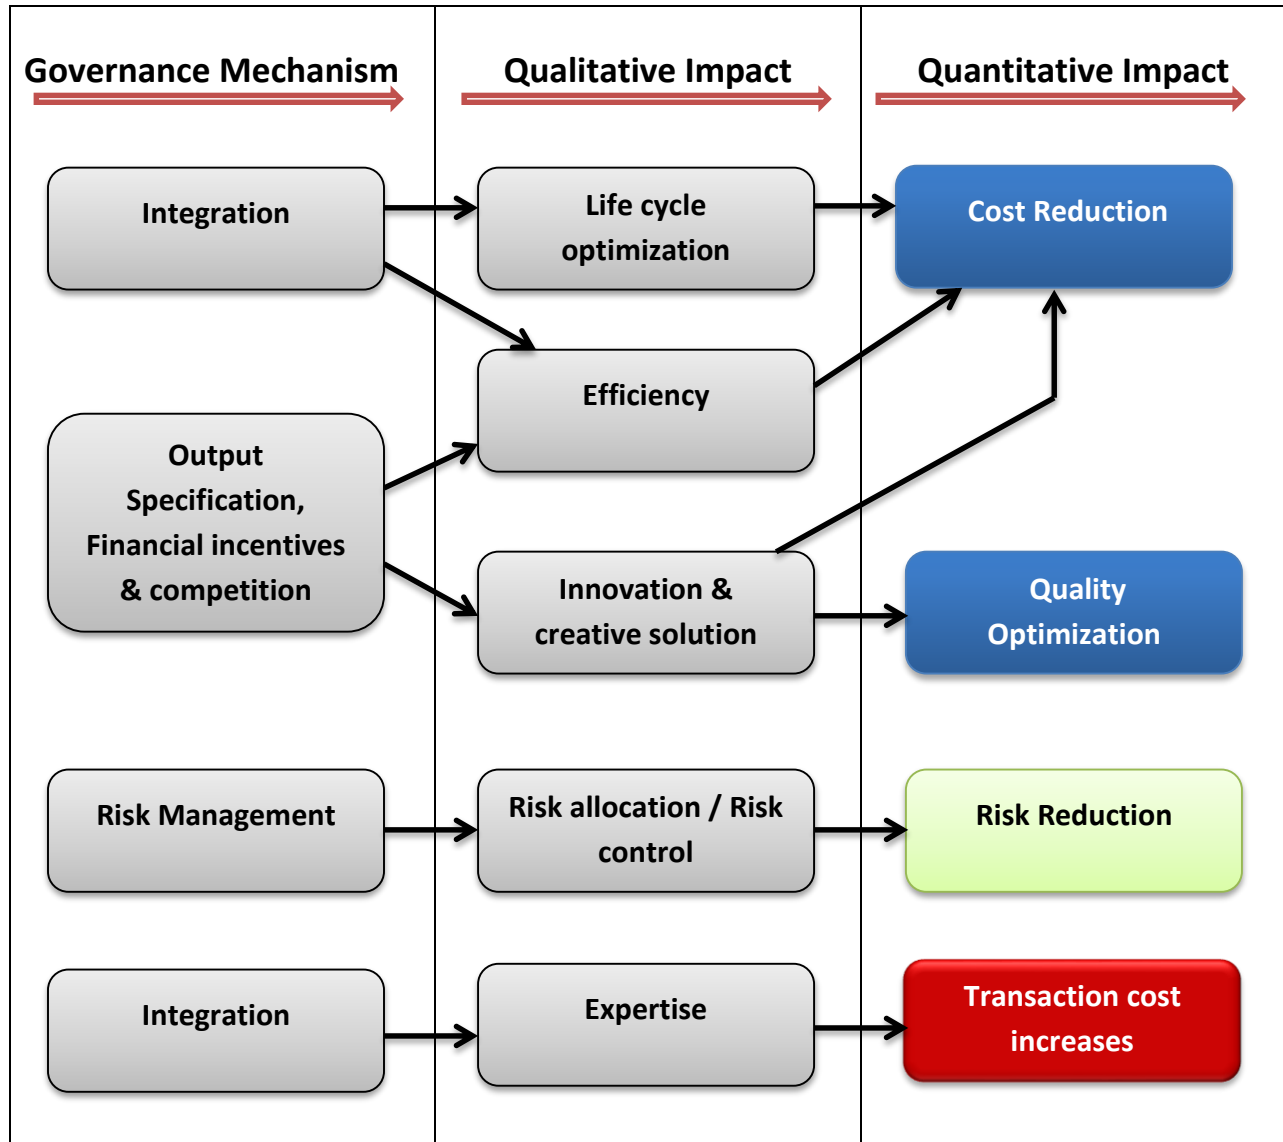 Governance Mechanism
Qualitative Impact
Quantitative Impact
Integration
Life cycle
optimization
Cost Reduction
Efficiency
Output
Specification,
Financial incentives
& competition
Innovation &
creative solution
Quality
Optimization
Risk Management
Risk allocation / Risk
control
Risk Reduction
Integration
Expertise
Transaction cost
increases